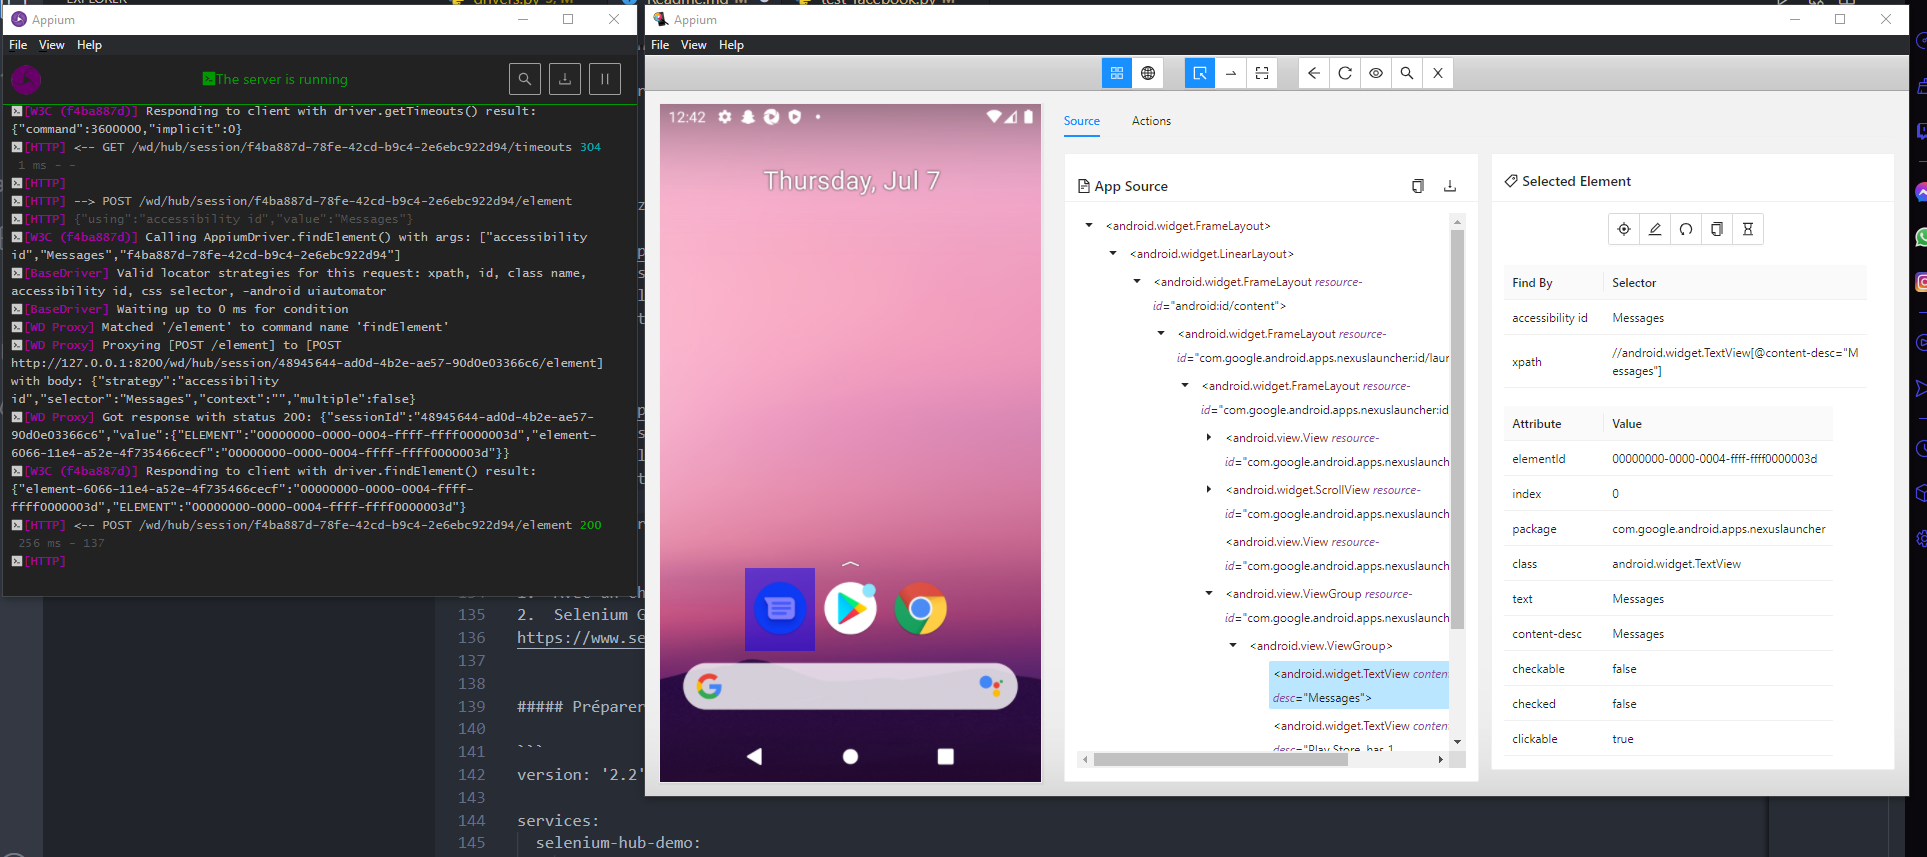 EXPLORER
drivers.py 3, M
Readme.md M
test_facebook.py M
Appium
File View Help
The server is running
[W3C (f4ba887d)] Responding to client with driver.getTimeouts() result:
{"command":3600000,"implicit":0}
[HTTP] <-- GET /wd/hub/session/f4ba887d-78fe-42cd-b9c4-2e6ebc922d94/timeouts 304
1 ms - -
[HTTP]
[HTTP] --> POST /wd/hub/session/f4ba887d-78fe-42cd-b9c4-2e6ebc922d94/element
[HTTP] {"using":"accessibility id","value":"Messages"}
[W3C (f4ba887d)] Calling AppiumDriver.findElement() with args: ["accessibility
id","Messages","f4ba887d-78fe-42cd-b9c4-2e6ebc922d94"]
[BaseDriver] Valid locator strategies for this request: xpath, id, class name,
accessibility id, css selector, -android uiautomator
[BaseDriver] Waiting up to 0 ms for condition
[WD Proxy] Matched '/element' to command name 'findElement'
[WD Proxy] Proxying [POST /element] to [POST
http://127.0.0.1:8200/wd/hub/session/48945644-ad0d-4b2e-ae57-90d0e03366c6/element]
with body: {"strategy":"accessibility
id","selector":"Messages","context":"","multiple":false}
[WD Proxy] Got response with status 200: {"sessionId":"48945644-ad0d-4b2e-ae57-
90d0e03366c6","value":{"ELEMENT":"00000000-0000-0004-ffff-ffff0000003d","element-
6066-11e4-a52e-4f735466cecf":"00000000-0000-0004-ffff-ffff0000003d"}}
[W3C (f4ba887d)] Responding to client with driver.findElement() result:
{"element-6066-11e4-a52e-4f735466cecf":"00000000-0000-0004-ffff-
ffff0000003d","ELEMENT":"00000000-0000-0004-ffff-ffff0000003d"}
[HTTP] <-- POST /wd/hub/session/f4ba887d-78fe-42cd-b9c4-2e6ebc922d94/element 200
256 ms - 137
[HTTP]
135 2. Selenium G
136 https://www.se
137
138
139 ##### Préparer
140
141 ```
142 version: '2.2'
143
144 services:
145 selenium-hub-demo:
Appium
File View Help
12:42
Thursday, Jul 7
Source Actions
App Source
<android.widget.FrameLayout>
<android.widget.LinearLayout>
<android.widget.FrameLayout resource-
id="android:id/content">
<android.widget.FrameLayout resource-
id="com.google.android.apps.nexuslauncher:id/laun
<android.widget.FrameLayout resource-
id="com.google.android.apps.nexuslauncher:id
<android.view.View resource-
id="com.google.android.apps.nexuslaunch
<android.widget.ScrollView resource-
id="com.google.android.apps.nexuslaunch
<android.view.View resource-
id="com.google.android.apps.nexuslaunch
<android.view.ViewGroup resource-
id="com.google.android.apps.nexuslaunch
<android.view.ViewGroup>
<android.widget.TextView conten
desc="Messages">
<android.widget.TextView conten
desc="Play Store, has 1
Selected Element
Find By Selector
accessibility id Messages
xpath //android.widget.TextView[@content-desc="M
essages"]
Attribute Value
elementId 00000000-0000-0004-ffff-ffff0000003d
index 0
package com.google.android.apps.nexuslauncher
class android.widget.TextView
text Messages
content-desc Messages
checkable false
checked false
clickable true